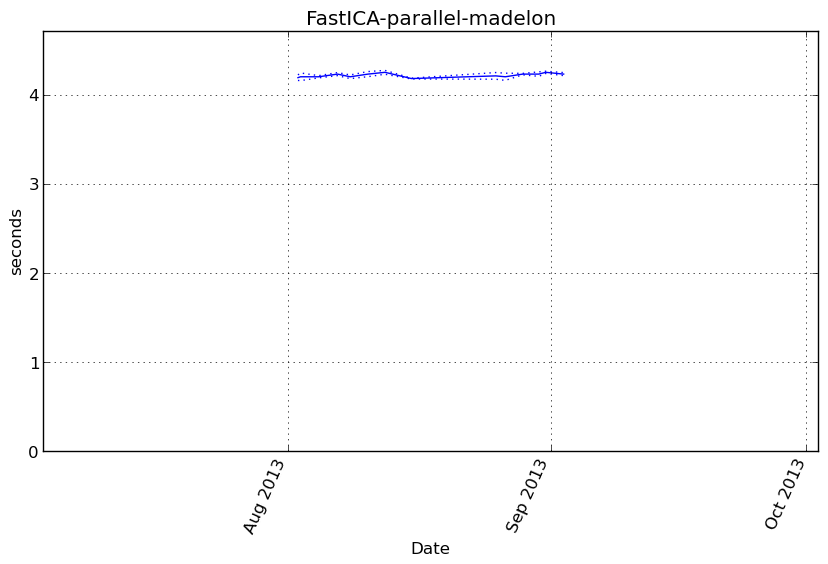 FastICA-parallel-madelon
4
3
2
1
0
seconds
Aug 2013
Sep 2013
Oct 2013
Date